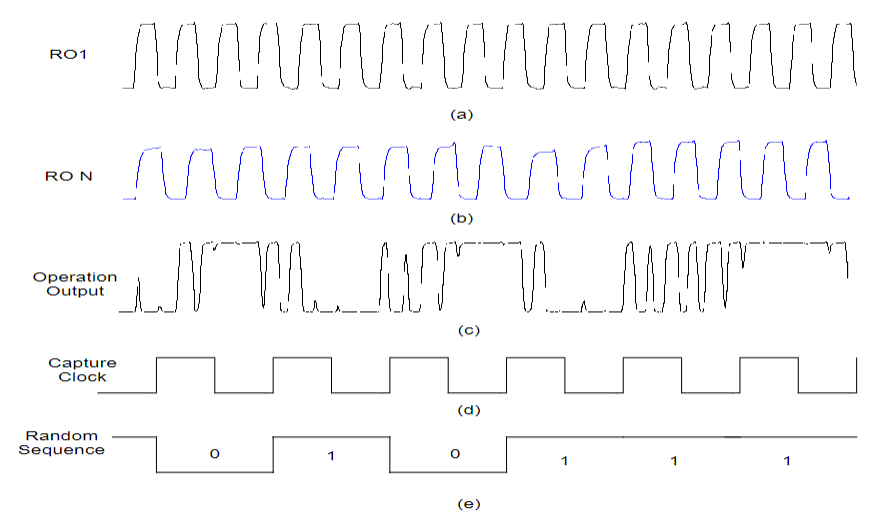 RO1
(a)
RO N
(b)
Operation
Output
(c)
Capture
Clock
(d)
Random
Sequence
0 1 0 1 1 1
(e)